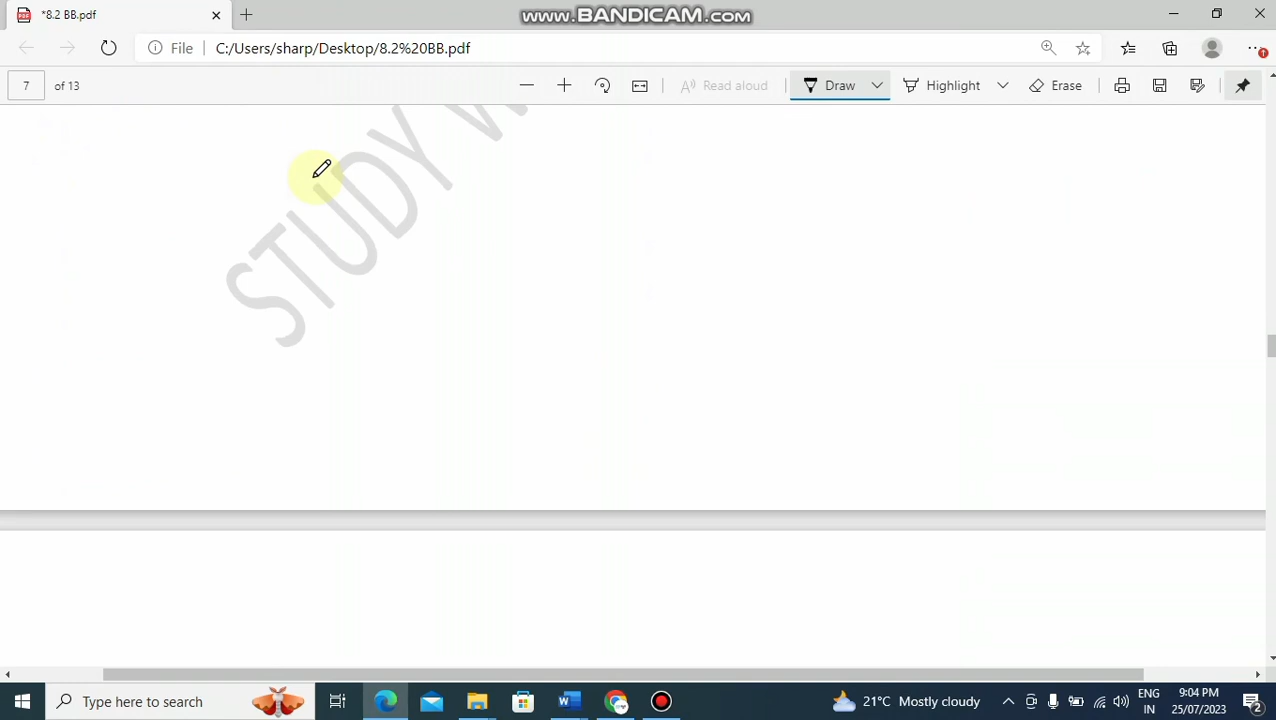 *8.2 BB.pdf
www.BANDICAM.com
File
C:/Users/sharp/Desktop/8.2%20BB.pdf
7 of 13
Read aloud
Draw
Highlight
Erase
STUDY
Type here to search
21°C Mostly cloudy
ENG
IN
9:04 PM
25/07/2023
2